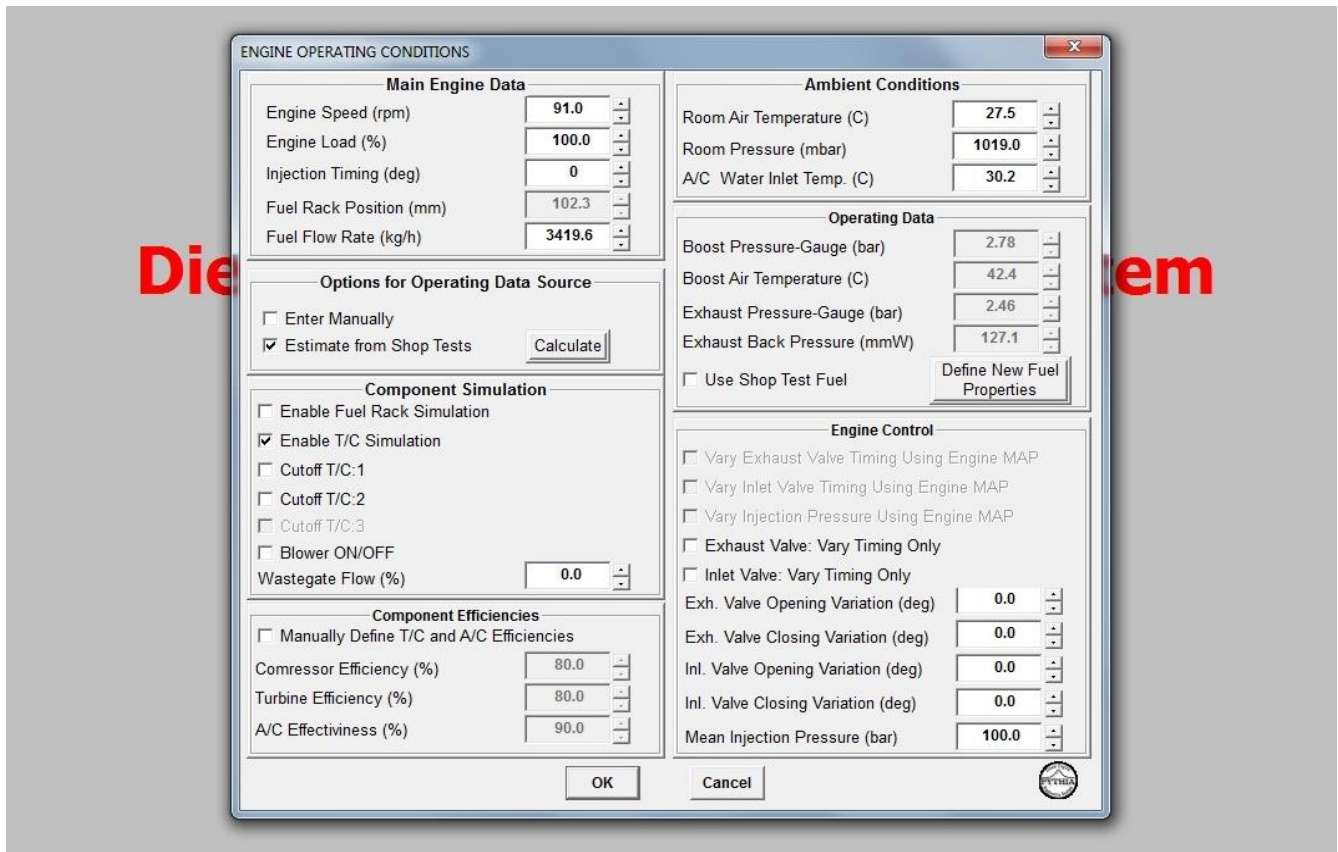 ENGINE OPERATING CONDITIONS
X
Main Engine Data
Engine Speed (rpm) 91.0
Engine Load (%) 100.0
Injection Timing (deg) 0
Fuel Rack Position (mm) 102.3
Fuel Flow Rate (kg/h) 3419.6
Options for Operating Data Source
Enter Manually
Estimate from Shop Tests Calculate
Component Simulation
Enable Fuel Rack Simulation
Enable T/C Simulation
Cutoff T/C:1
Cutoff T/C:2
Cutoff T/C:3
Blower ON/OFF
Wastegate Flow (%) 0.0
Component Efficiencies
Manually Define T/C and A/C Efficiencies
Comressor Efficiency (%) 80.0
Turbine Efficiency (%) 80.0
A/C Effectiviness (%) 90.0
Ambient Conditions
Room Air Temperature (C) 27.5
Room Pressure (mbar) 1019.0
A/C Water Inlet Temp. (C) 30.2
Operating Data
Boost Pressure-Gauge (bar) 2.78
Boost Air Temperature (C) 42.4
Exhaust Pressure-Gauge (bar) 2.46
Exhaust Back Pressure (mmW) 127.1
Use Shop Test Fuel
Define New Fuel
Properties
Engine Control
Vary Exhaust Valve Timing Using Engine MAP
Vary Inlet Valve Timing Using Engine MAP
Vary Injection Pressure Using Engine MAP
Exhaust Valve: Vary Timing Only
Inlet Valve: Vary Timing Only
Exh. Valve Opening Variation (deg) 0.0
Exh. Valve Closing Variation (deg) 0.0
Inl. Valve Opening Variation (deg) 0.0
Inl. Valve Closing Variation (deg) 0.0
Mean Injection Pressure (bar) 100.0
OK Cancel
PYTHIA
Die tem